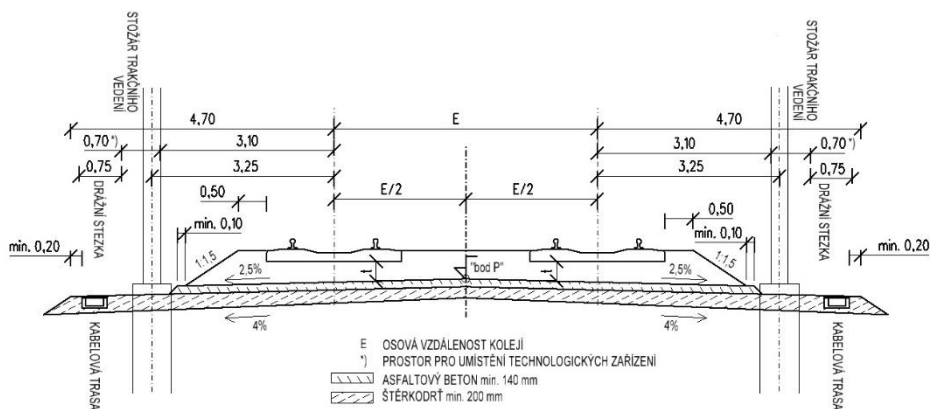 STOŽÁR TRAKČNÍHO
VEDENÍ
STOŽÁR TRAKČNÍHO
VEDENÍ
4,70
E
4,70
0,70 *)
3,10
3,10
0,70 *)
0,75
3,25
3,25
0,75
DRÁŽNÍ STEZKA
DRÁŽNÍ STEZKA
E/2
E/2
0,50
0,50
min. 0,10
min. 0,10
min. 0,20
min. 0,20
1:1,5
1:1,5
2,5%
t
"bod P"
t
2,5%
4%
4%
KABELOVÁ TRASA
KABELOVÁ TRASA
E OSOVÁ VZDÁLENOST KOLEJÍ
*) PROSTOR PRO UMÍSTĚNÍ TECHNOLOGICKÝCH ZAŘÍZENÍ
ASFALTOVÝ BETON min. 140 mm
ŠTĚRKODRŤ min. 200 mm